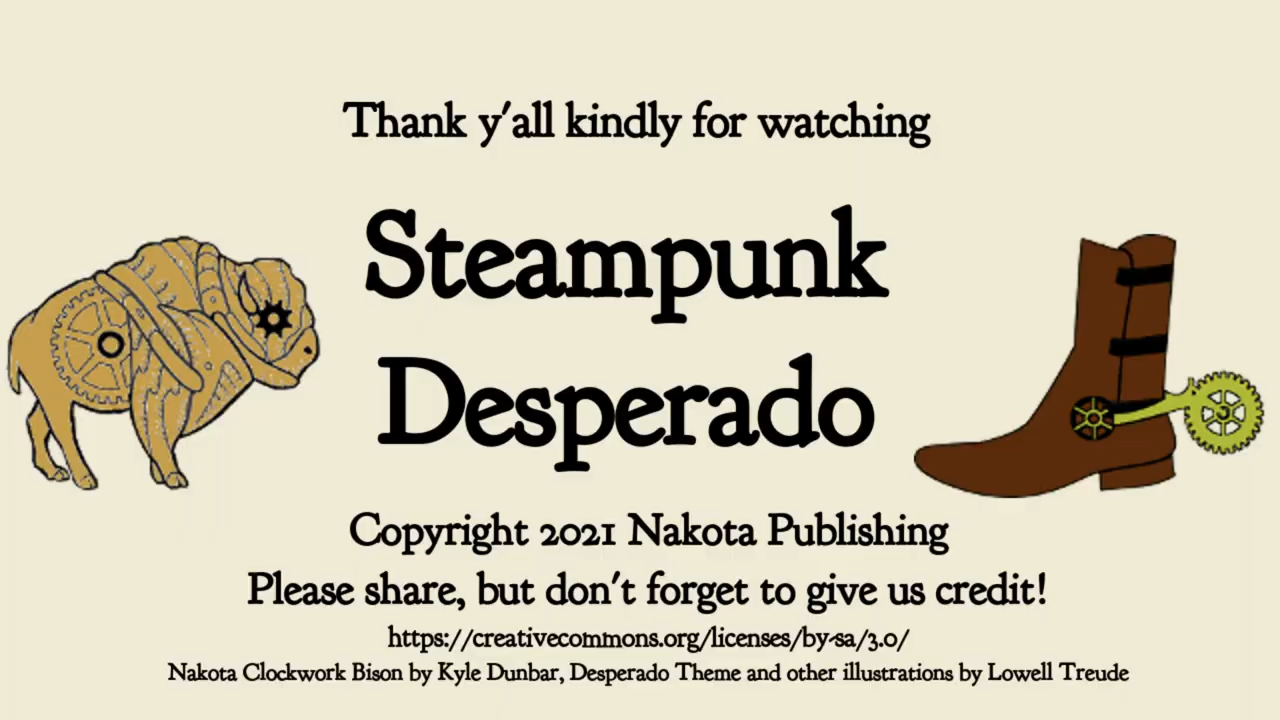 Thank y'all kindly for watching
Steampunk
Desperado
Copyright 2021 Nakota Publishing
Please share, but don't forget to give us credit!
https://creativecommons.org/licenses/by-sa/3.0/
Nakota Clockwork Bison by Kyle Dunbar, Desperado Theme and other illustrations by Lowell Treude